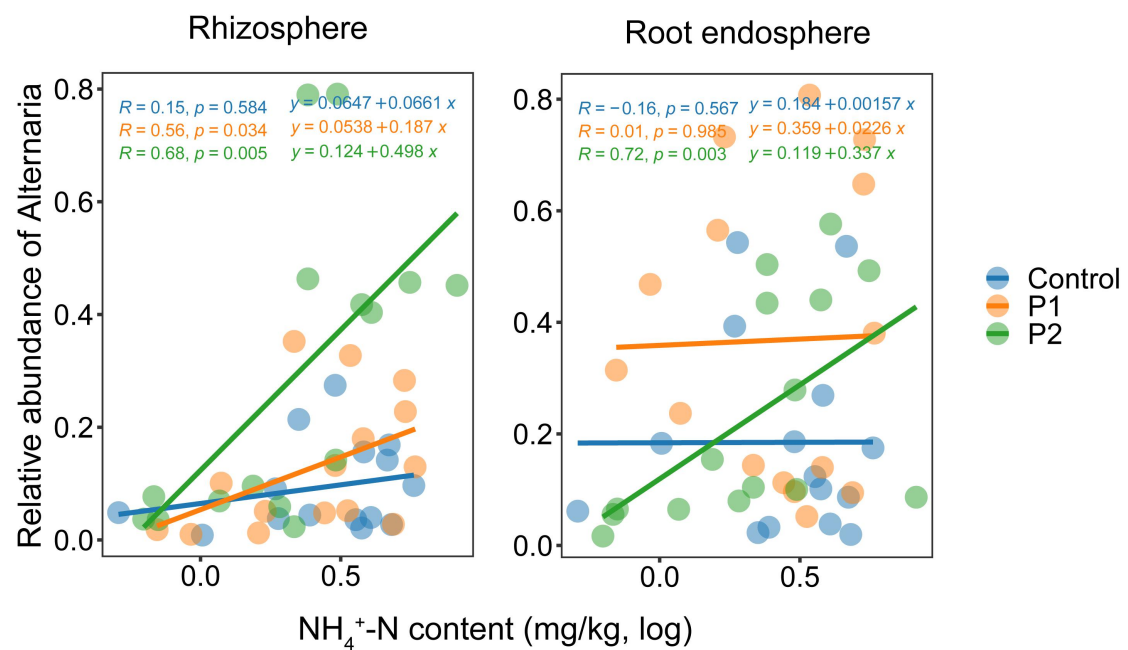 Rhizosphere
Root endosphere
Relative abundance of Alternaria
0.8
0.6
0.4
0.2
0.0
R = 0.15, p = 0.584 y = 0.0647 +0.0661 x
R = 0.56, p = 0.034 y = 0.0538 +0.187 x
R = 0.68, p = 0.005 y = 0.124 +0.498 x
0.0 0.5
0.8
0.6
0.4
0.2
0.0
R = −0.16, p = 0.567 y = 0.184 +0.00157 x
R = 0.01, p = 0.985 y = 0.359 +0.0226 x
R = 0.72, p = 0.003 y = 0.119 +0.337 x
0.0 0.5
Control
P1
P2
NH₄⁺-N content (mg/kg, log)